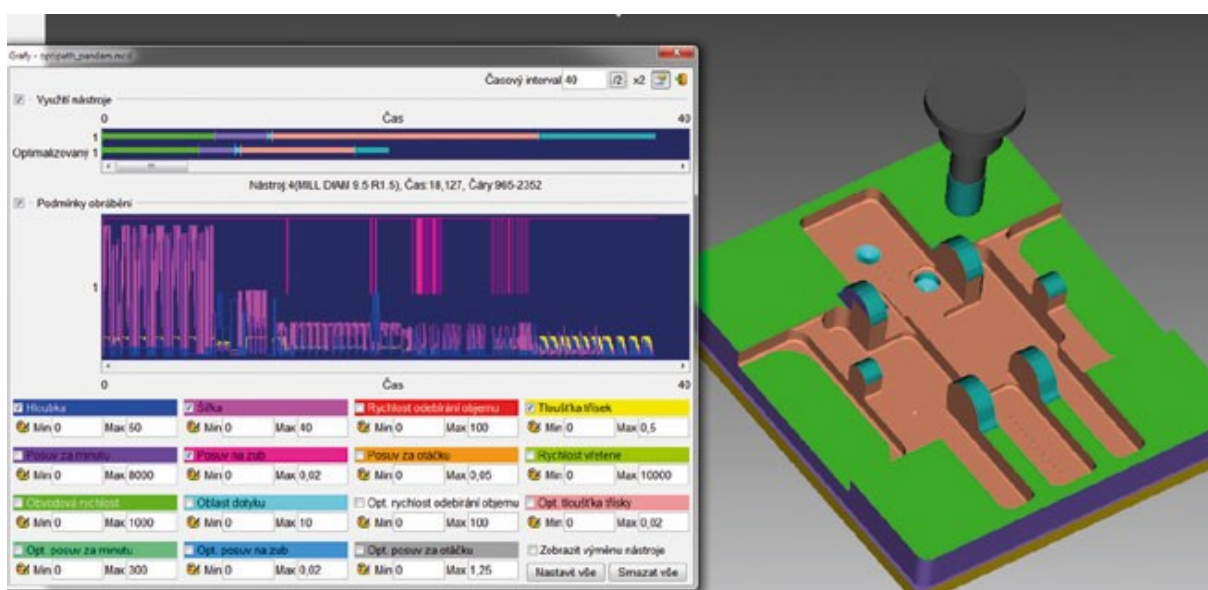 Grafy - optipath_pandam.mcd
Časový interval 40 /2 x2
Využití nástroje
0 Čas 40
1
Optimalizovaný 1
Nástroj:4(MILL DIAM 9.5 R1.5), Čas:18,127, Čáry:965-2352
Podmínky obrábění
1
0 Čas 40
Hloubka Šířka Rychlost odebírání objemu Tloušťka třísek
Min 0 Max 50 Min 0 Max 40 Min 0 Max 100 Min 0 Max 0,5
Posuv za minutu Posuv na zub Posuv za otáčku Rychlost vřetene
Min 0 Max 8000 Min 0 Max 0,02 Min 0 Max 0,05 Min 0 Max 10000
Obvodová rychlost Oblast dotyku Opt. rychlost odebírání objemu Opt. tloušťka třísky
Min 0 Max 1000 Min 0 Max 10 Min 0 Max 100 Min 0 Max 0,02
Opt. posuv za minutu Opt. posuv na zub Opt. posuv za otáčku Zobrazit výměnu nástroje
Min 0 Max 300 Min 0 Max 0,02 Min 0 Max 1,25 Nastavit vše Smazat vše